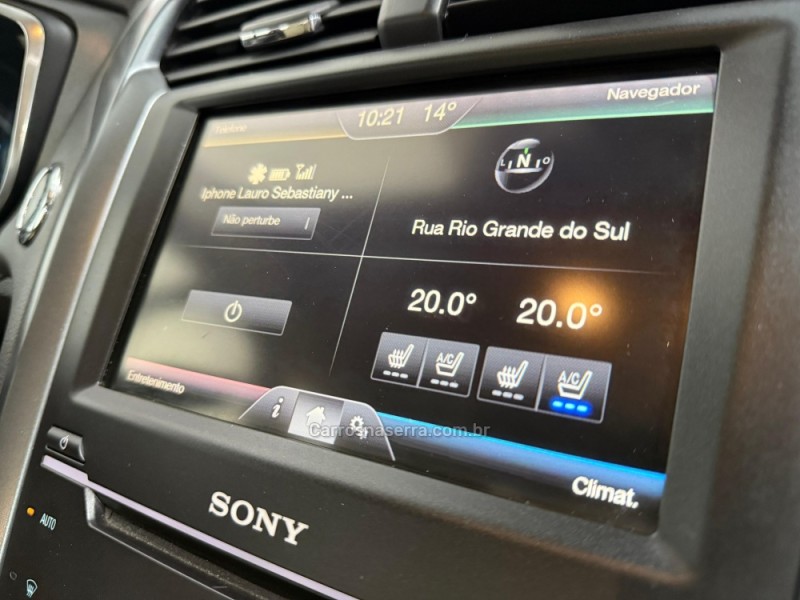 Telefone
10:21 14°
Navegador
Iphone Lauro Sebastiany ...
Não perturbe
N
Rua Rio Grande do Sul
20.0° 20.0°
A/C
A/C
Entretenimento
i
Climat.
Carrosnaserra.com.br
SONY
AUTO